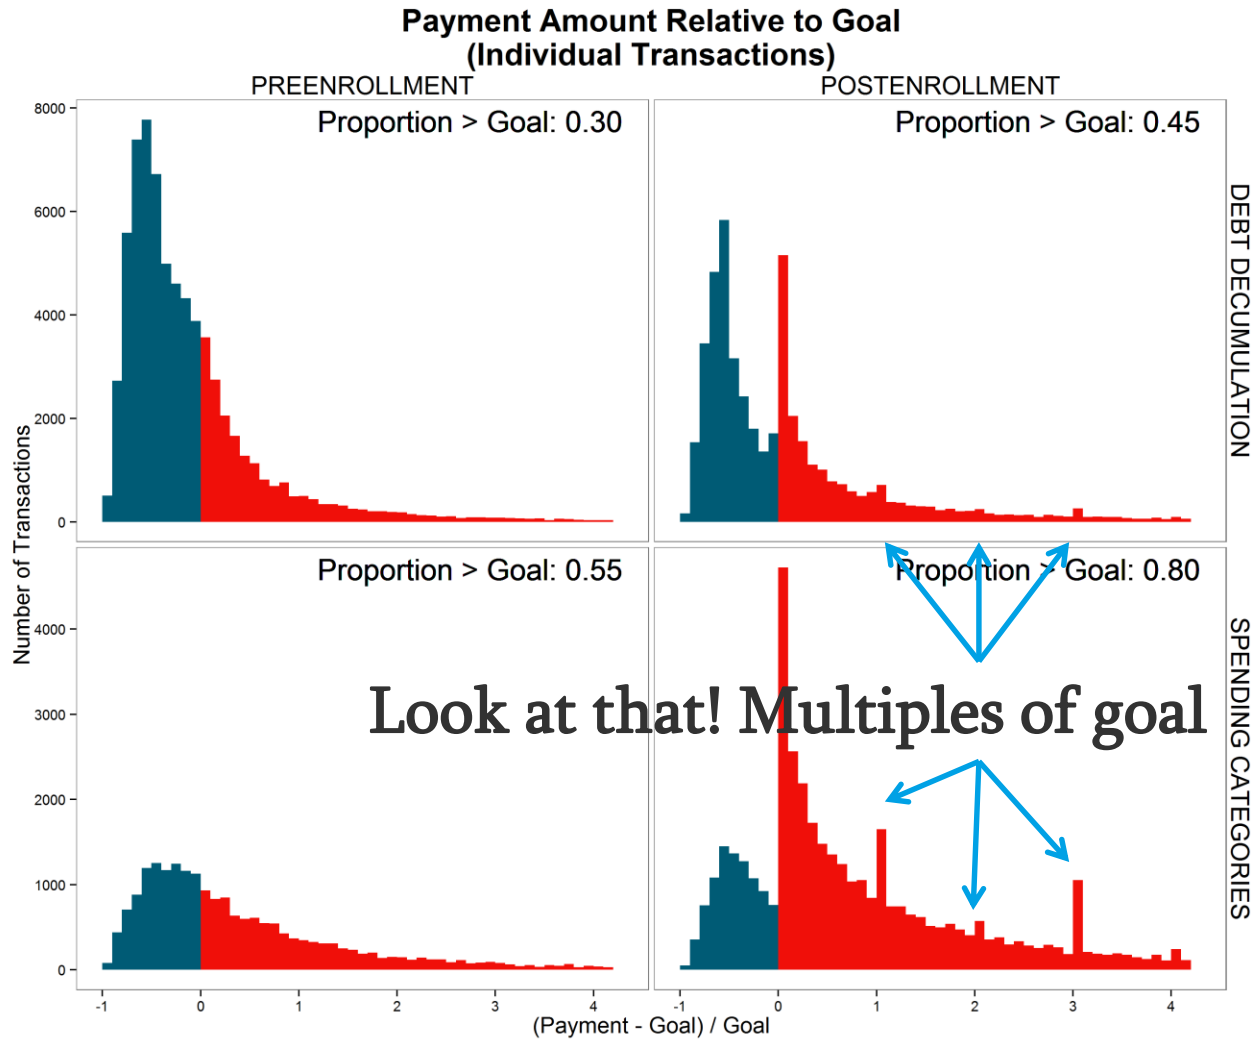 Payment Amount Relative to Goal
(Individual Transactions)
PREENROLLMENT
POSTENROLLMENT
Proportion > Goal: 0.30
Proportion > Goal: 0.45
8000
6000
4000
2000
0
DEBT DECUMULATION
Number of Transactions
Proportion > Goal: 0.55
Proportion > Goal: 0.80
4000
3000
2000
1000
0
SPENDING CATEGORIES
Look at that! Multiples of goal
-1 0 1 2 3 4
-1 0 1 2 3 4
(Payment - Goal) / Goal